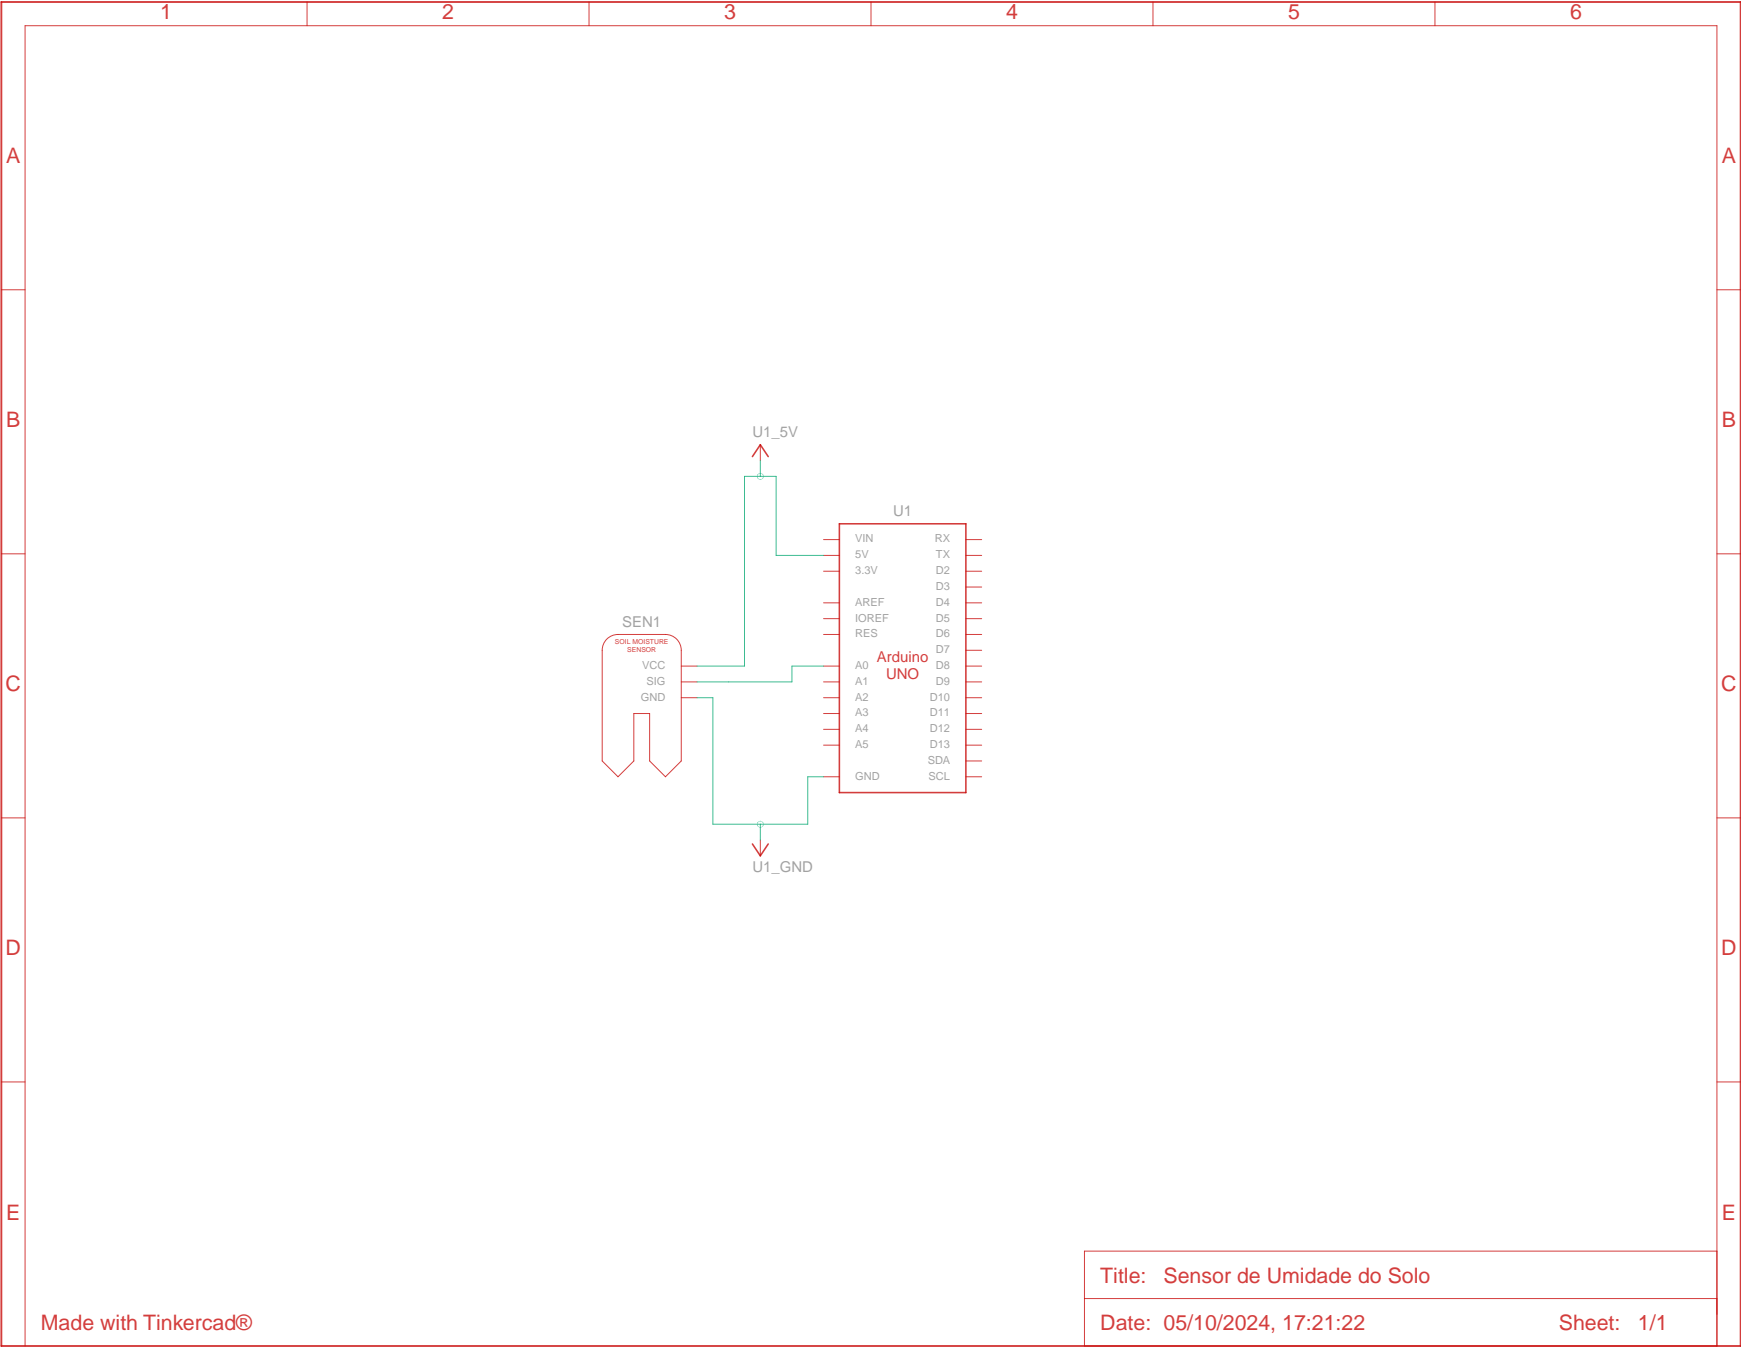 1 2 3 4 5 6
A A
B B
U1_5V
U1
VIN RX
5V TX
3.3V D2
D3
AREF D4
IOREF D5
RES D6
D7
Arduino
UNO
A0 D8
A1 D9
A2 D10
A3 D11
A4 D12
A5 D13
SDA
GND SCL
SEN1
SOIL MOISTURE
SENSOR
VCC
SIG
GND
C C
U1_GND
D D
E E
Title: Sensor de Umidade do Solo
Date: 05/10/2024, 17:21:22 Sheet: 1/1
Made with Tinkercad®